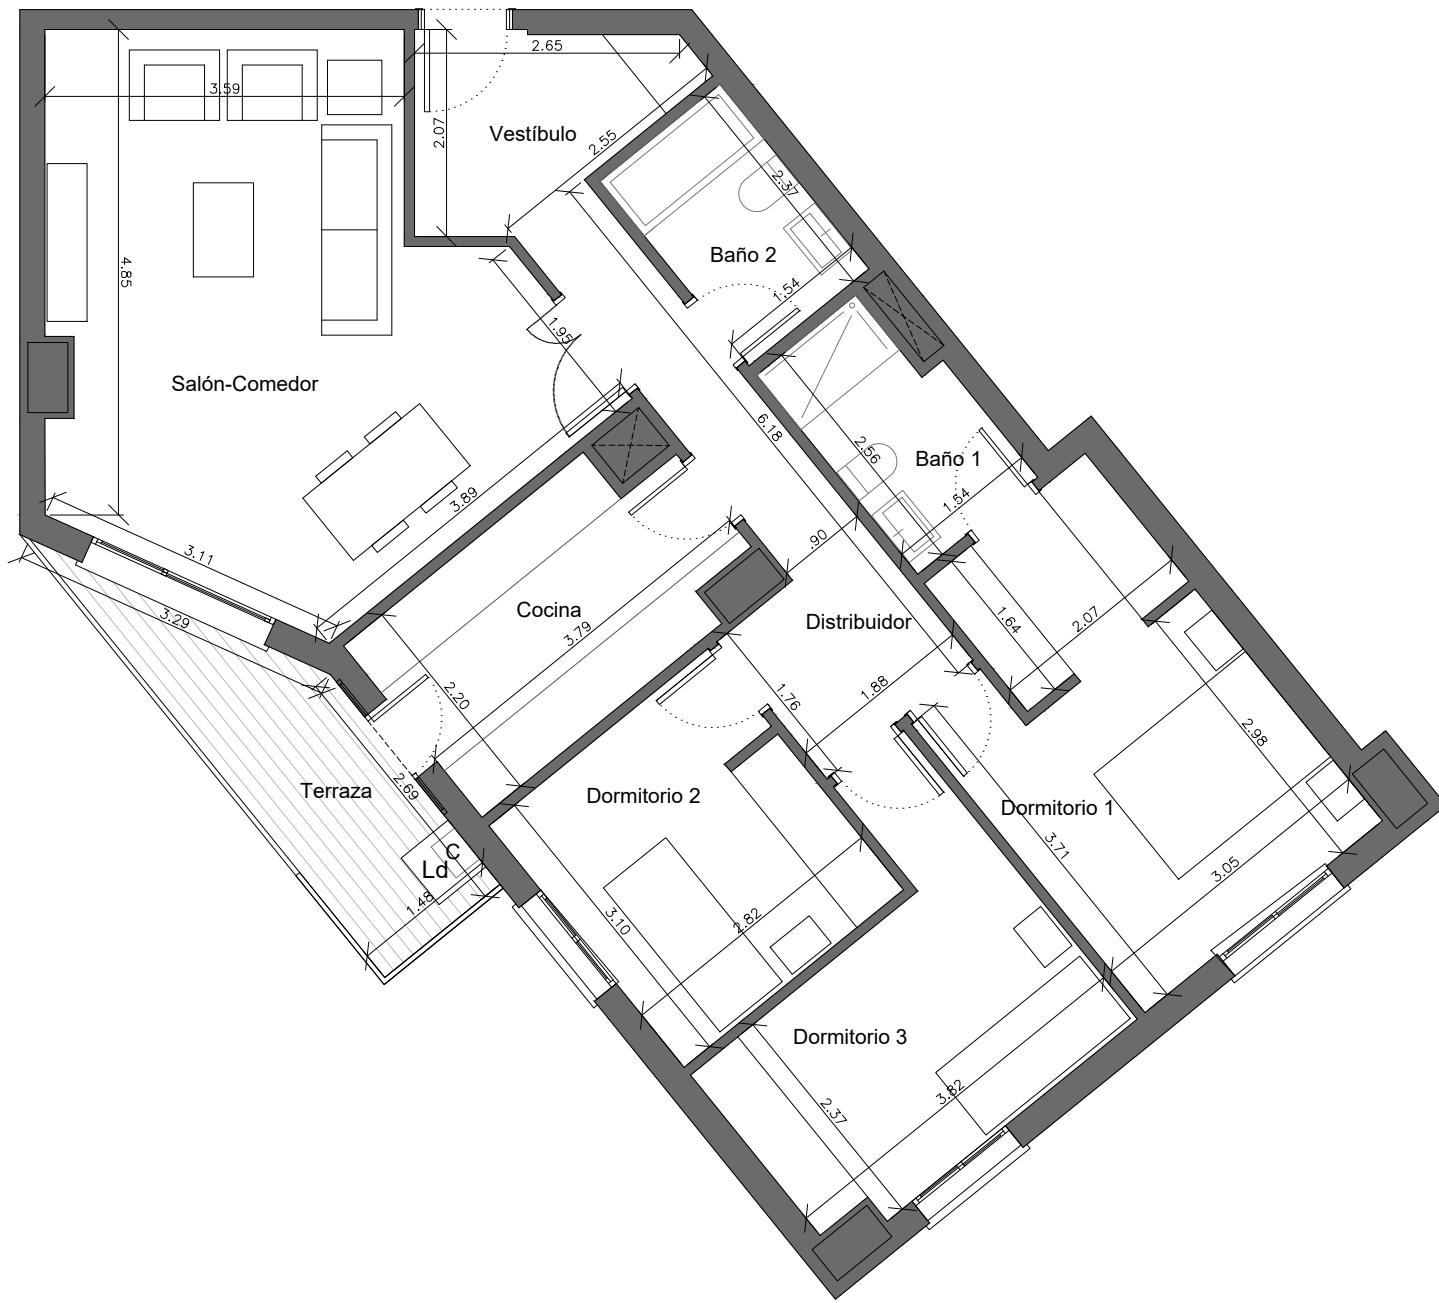 2.65
3.59
2.07
Vestíbulo
2.55
2.37
4.85
Baño 2
1.54
1.95
Salón-Comedor
6.18
2.56
Baño 1
1.54
3.89
3.11
.90
Cocina
3.79
3.29
Distribuidor
1.64
2.07
2.20
1.76
1.88
2.98
Terraza
2.69
Dormitorio 2
Dormitorio 1
3.71
C
Ld
3.05
1.48
3.10
2.82
Dormitorio 3
3.82
2.37